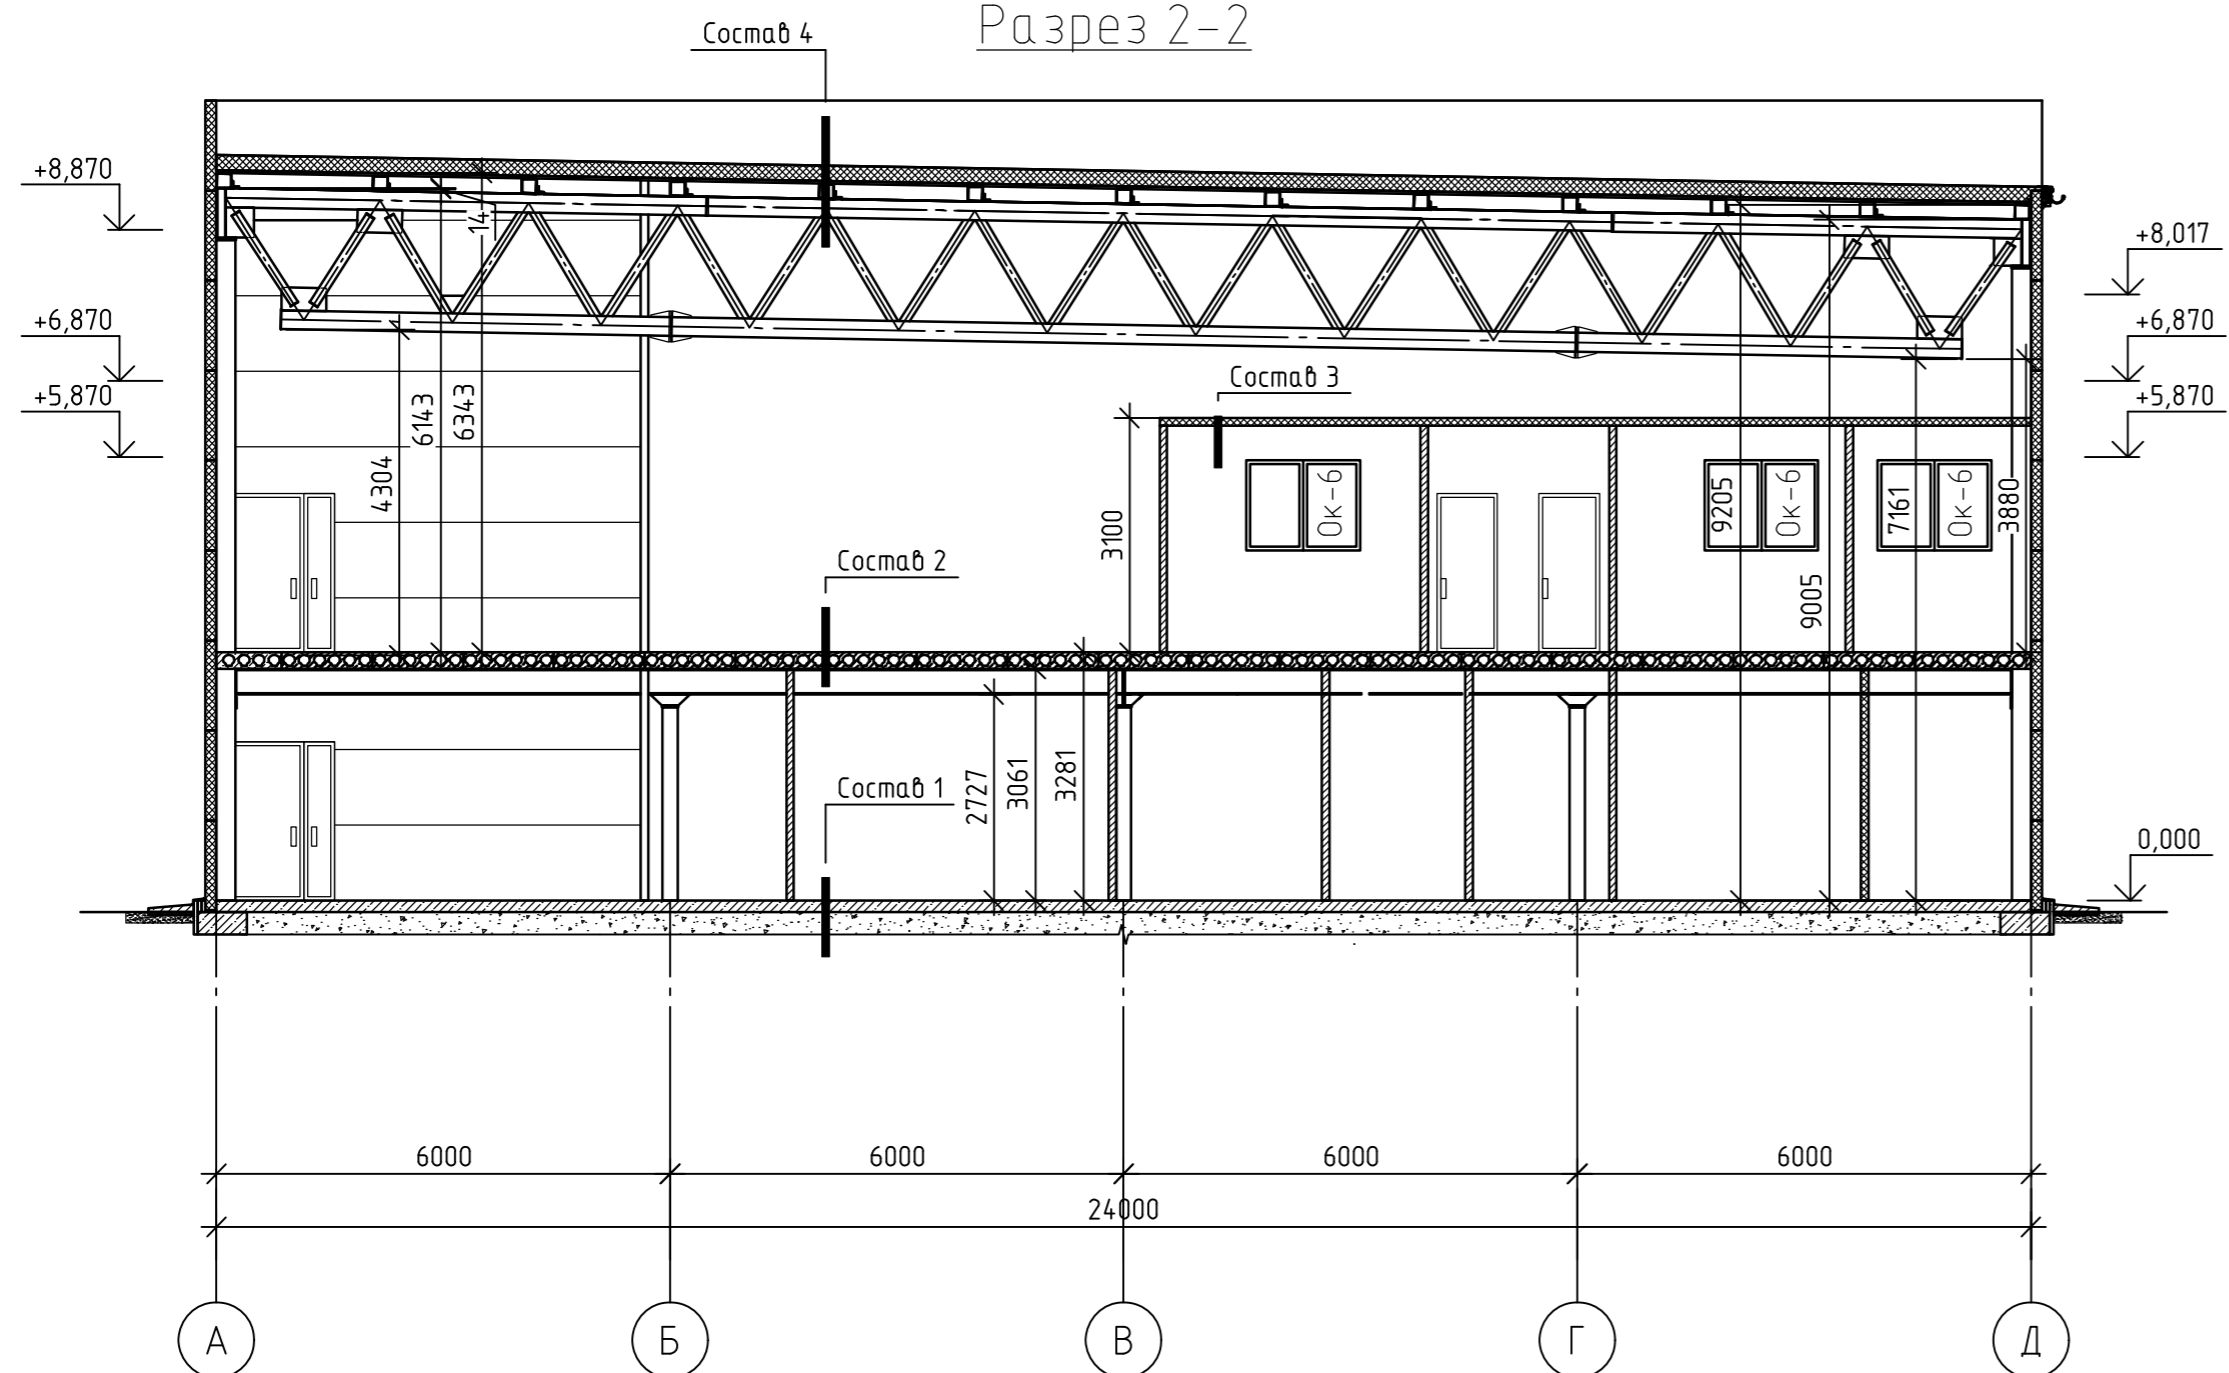 Разрез 2-2
Состав 4
+8,870
+6,870
+5,870
+8,017
+6,870
+5,870
0,000
14
6143
6343
4304
Состав 3
3100
Ок-6
9205
Ок-6
7161
Ок-6
3880
9005
Состав 2
Состав 1
2727
3061
3281
6000
6000
6000
6000
24000
А
Б
В
Г
Д